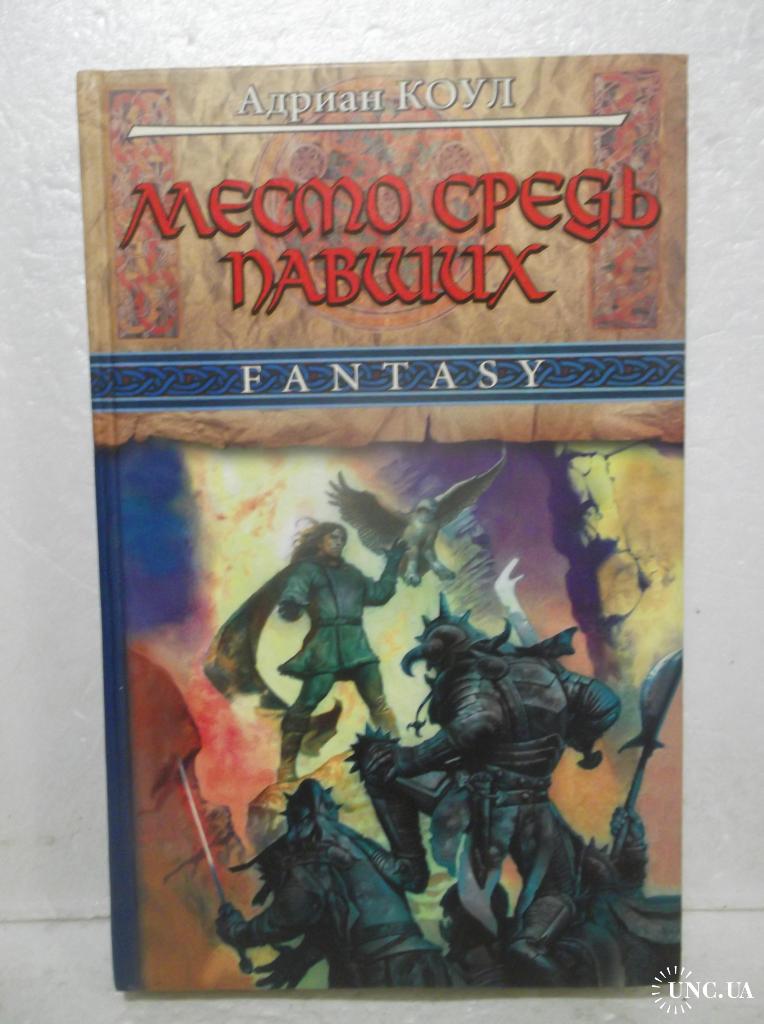 Адриан КОУЛ
МЕСТО СРЕДЬ
ПАВШИХ
FANTASY
UNC.UA